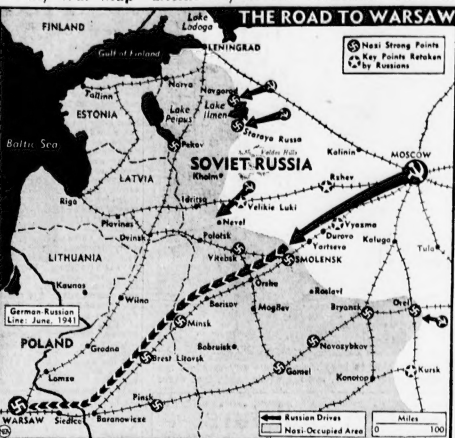 THE ROAD TO WARSAW
FINLAND
Lake
Ladoga
LENINGRAD
Nazi Strong Points
Key Points Retaken
by Russians
Gulf of Finland
Tallinn
Narva
Novgorod
Lake
Ilmen
ESTONIA
Lake
Peipus
Staraya Russa
Baltic Sea
Pskov
Valdai Hills
Kalinin
SOVIET RUSSIA
MOSCOW
LATVIA
Kholm
Rshev
Riga
Idritsa
Velikie Luki
Plavinas
Nevel
Vyazma
Dvinsk
Polotsk
Durovo
Yartsevo
Kaluga
Tula
LITHUANIA
Vitebsk
SMOLENSK
Kaunas
Orsha
Roslavl
Wilna
Borisov
Mogilev
Bryansk
Orel
German-Russian
Line: June, 1941
Minsk
POLAND
Grodno
Bobruisk
Novozybkov
Brest Litovsk
Lomza
Gomel
Konotop
Kursk
Pinsk
WARSAW
Siedlce
Baranowicze
Russian Drives
Nazi-Occupied Area
Miles
0 100
NEA